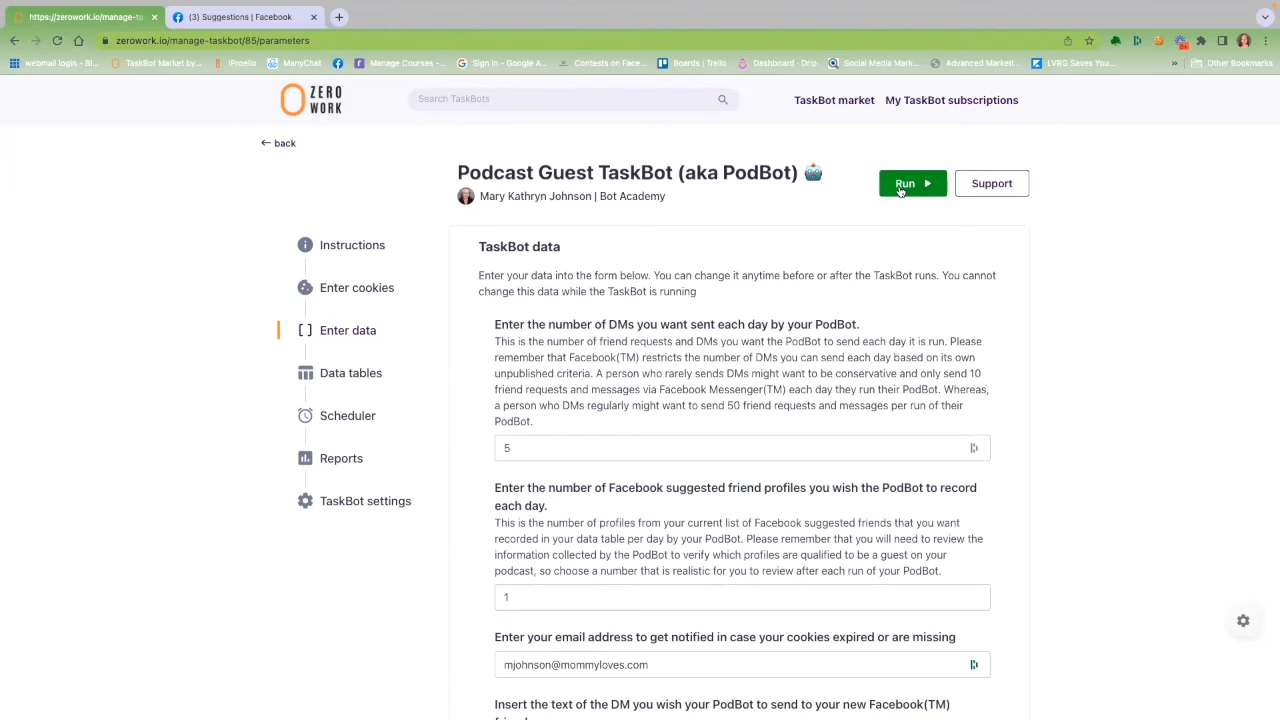 https://zerowork.io/manage-ta
(3) Suggestions | Facebook
zerowork.io/manage-taskbot/85/parameters
webmail login – Bl...
TaskBot Market by...
IProello
ManyChat
Manage Courses -...
Sign in – Google A...
Contests on Face...
Boards | Trello
Dashboard - Drip
Social Media Mark...
Advanced Marketi...
LVRG Saves You...
»
Other Bookmarks
ZERO
WORK
Search TaskBots
TaskBot market
My TaskBot subscriptions
← back
Podcast Guest TaskBot (aka PodBot) 🤖
Run
Support
Mary Kathryn Johnson | Bot Academy
Instructions
Enter cookies
Enter data
Data tables
Scheduler
Reports
TaskBot settings
TaskBot data
Enter your data into the form below. You can change it anytime before or after the TaskBot runs. You cannot
change this data while the TaskBot is running
Enter the number of DMs you want sent each day by your PodBot.
This is the number of friend requests and DMs you want the PodBot to send each day it is run. Please
remember that Facebook(TM) restricts the number of DMs you can send each day based on its own
unpublished criteria. A person who rarely sends DMs might want to be conservative and only send 10
friend requests and messages via Facebook Messenger(TM) each day they run their PodBot. Whereas,
a person who DMs regularly might want to send 50 friend requests and messages per run of their
PodBot.
5
Enter the number of Facebook suggested friend profiles you wish the PodBot to record
each day.
This is the number of profiles from your current list of Facebook suggested friends that you want
recorded in your data table per day by your PodBot. Please remember that you will need to review the
information collected by the PodBot to verify which profiles are qualified to be a guest on your
podcast, so choose a number that is realistic for you to review after each run of your PodBot.
1
Enter your email address to get notified in case your cookies expired or are missing
mjohnson@mommyloves.com
Insert the text of the DM you wish your PodBot to send to your new Facebook(TM)